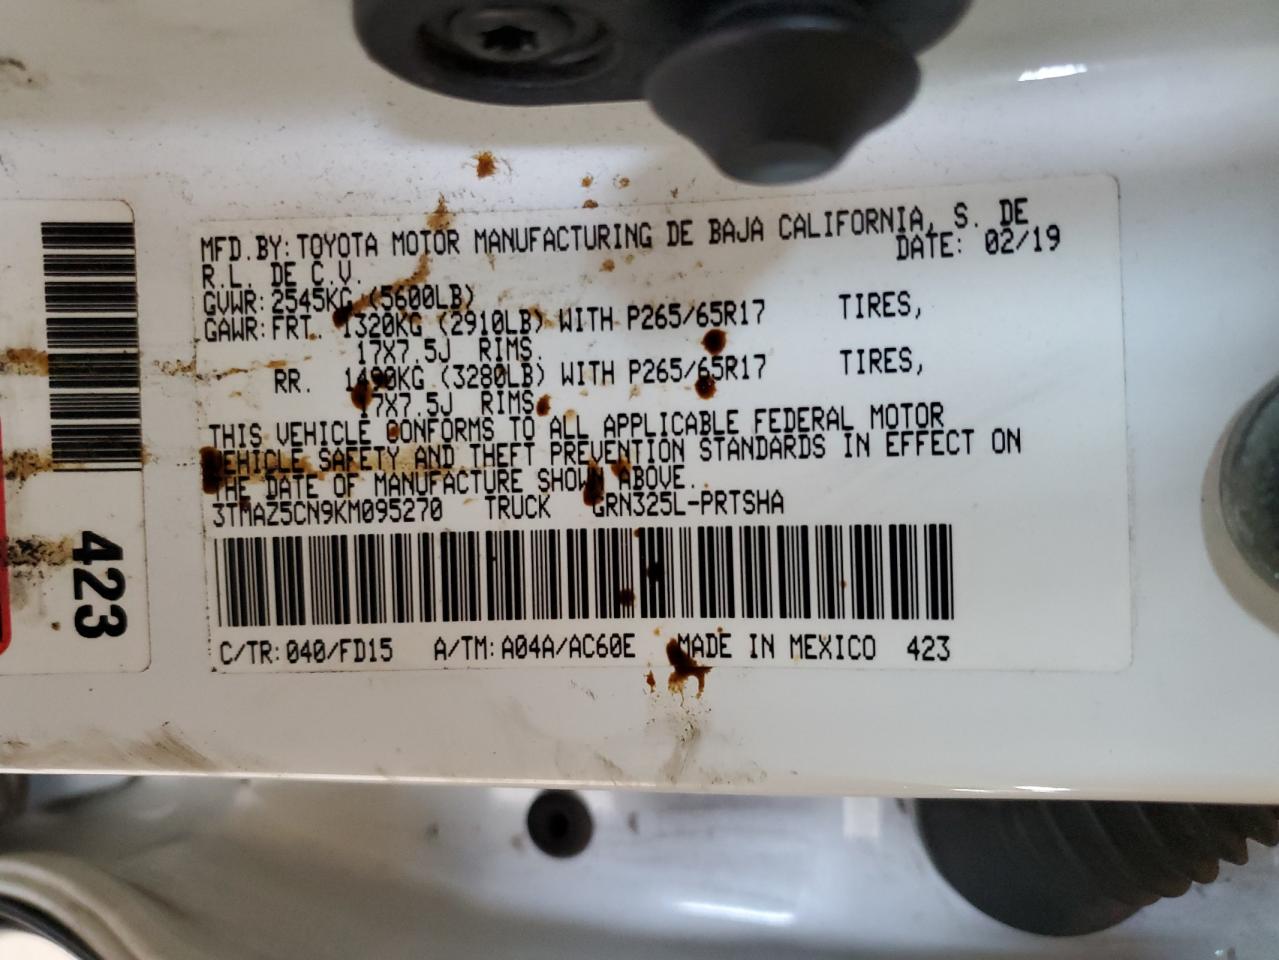 MFD.BY: TOYOTA MOTOR MANUFACTURING DE BAJA CALIFORNIA, S. DE
R.L. DE C.V. DATE: 02/19
GVWR: 2545KG (5600LB)
GAWR: FRT. 1320KG (2910LB) WITH P265/65R17 TIRES,
17X7.5J RIMS.
RR. 1490KG (3280LB) WITH P265/65R17 TIRES,
17X7.5J RIMS
THIS VEHICLE CONFORMS TO ALL APPLICABLE FEDERAL MOTOR
VEHICLE SAFETY AND THEFT PREVENTION STANDARDS IN EFFECT ON
THE DATE OF MANUFACTURE SHOWN ABOVE.
3TMAZ5CN9KM095270 TRUCK GRN325L-PRTSHA
C/TR: 040/FD15 A/TM: A04A/AC60E MADE IN MEXICO 423
423